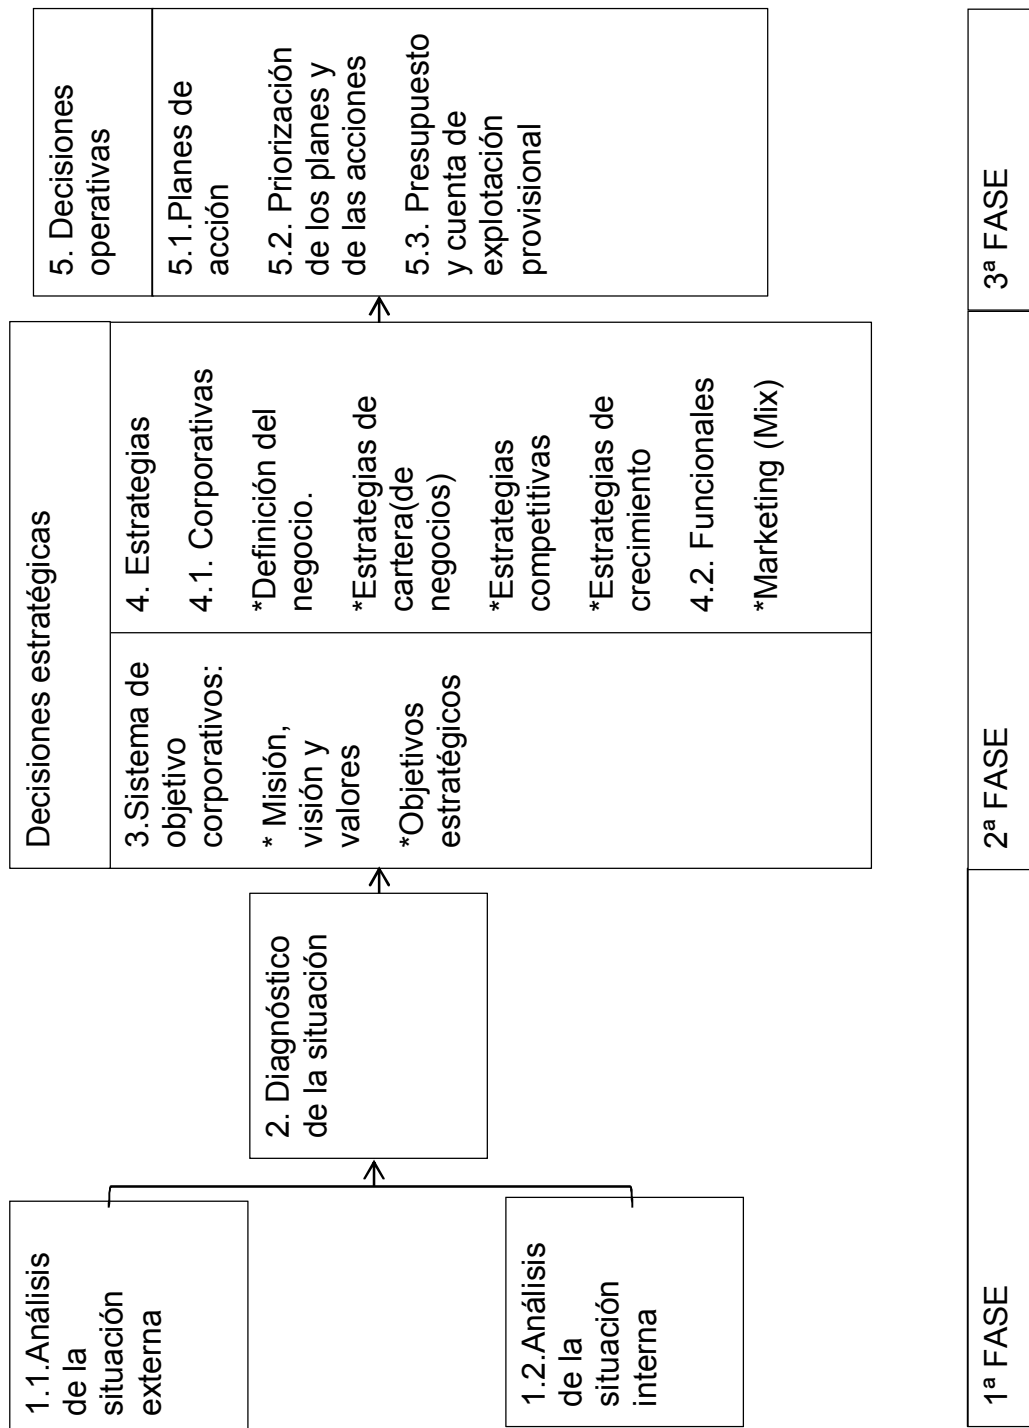 1.1.Análisis
de la
situación
externa
1.2.Análisis
de la
situación
interna
2. Diagnóstico
de la situación
Decisiones estratégicas
3.Sistema de
objetivo
corporativos:
* Misión,
visión y
valores
*Objetivos
estratégicos
4. Estrategias
4.1. Corporativas
*Definición del
negocio.
*Estrategias de
cartera(de
negocios)
*Estrategias
competitivas
*Estrategias de
crecimiento
4.2. Funcionales
*Marketing (Mix)
5. Decisiones
operativas
5.1.Planes de
acción
5.2. Priorización
de los planes y
de las acciones
5.3. Presupuesto
y cuenta de
explotación
provisional
1ª FASE
2ª FASE
3ª FASE